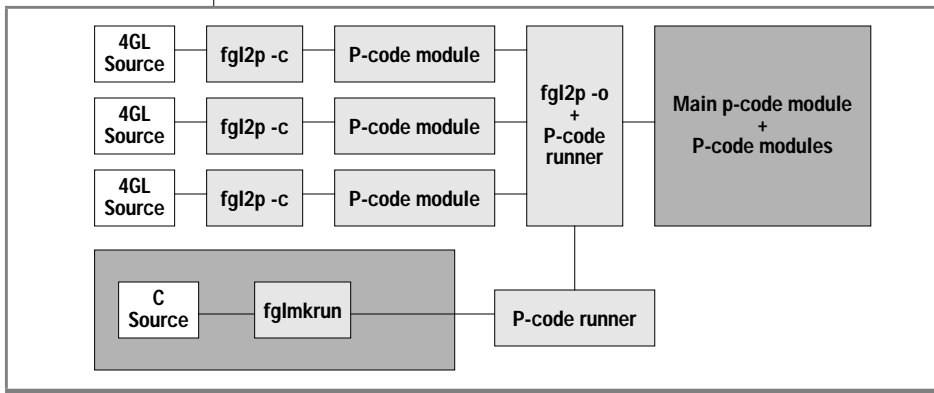 4GL
Source
fgl2p -c
P-code module
4GL
Source
fgl2p -c
P-code module
4GL
Source
fgl2p -c
P-code module
fgl2p -o
+
P-code
runner
Main p-code module
+
P-code modules
C
Source
fglmkrun
P-code runner